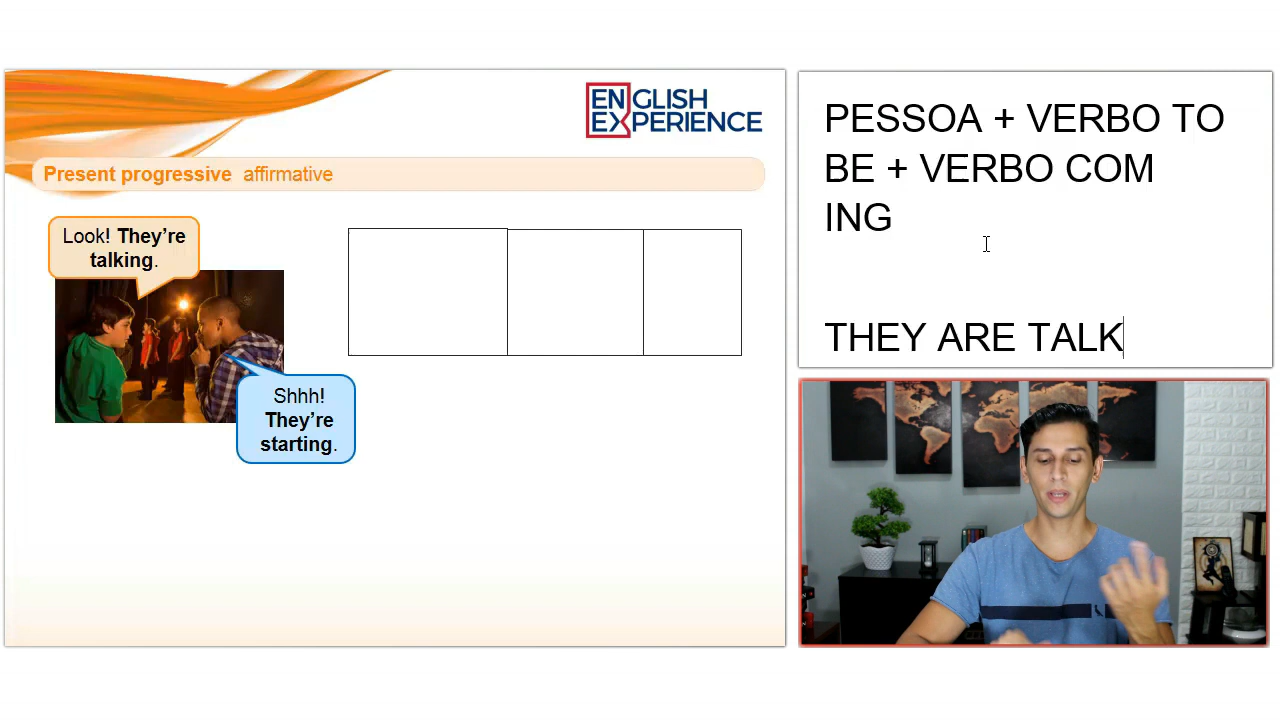 ENGLISH
EXPERIENCE
Present progressive affirmative
Look! They’re
talking.
Shhh!
They’re
starting.
PESSOA + VERBO TO
BE + VERBO COM
ING
THEY ARE TALK